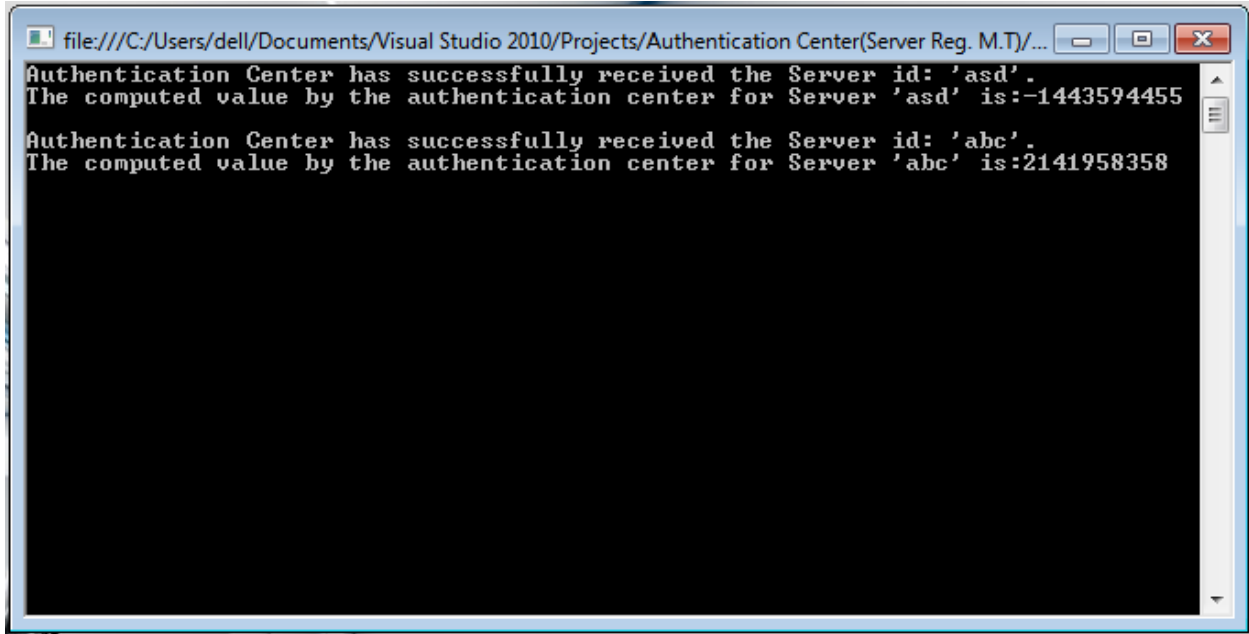 file:///C:/Users/dell/Documents/Visual Studio 2010/Projects/Authentication Center(Server Reg. M.T)/...
Authentication Center has successfully received the Server id: 'asd'.
The computed value by the authentication center for Server 'asd' is:-1443594455
Authentication Center has successfully received the Server id: 'abc'.
The computed value by the authentication center for Server 'abc' is:2141958358